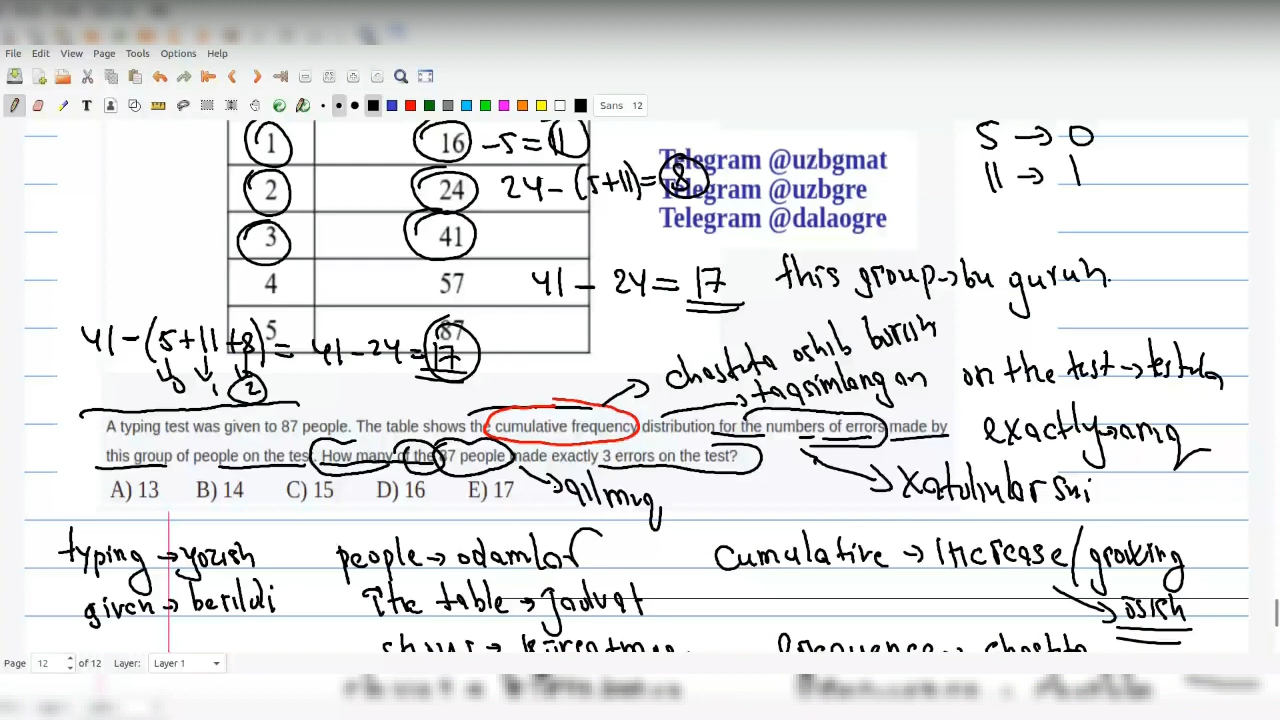 File Edit View Page Tools Options Help
Sans 12
1 16 -5 = 11
2 24 24 - (5+11) = 8
3 41
4 57
5 87
Telegram @uzbgmat
Telegram @uzbgre
Telegram @dalaogre
5 → 0
11 → 1
41 - 24 = 17 this group → bu guruh.
41 - (5+11+8) = 41 - 24 = 17
0 1 2
chastota oshib borish
→ taqsimlangan
on the test → testda
A typing test was given to 87 people. The table shows the cumulative frequency distribution for the numbers of errors made by
this group of people on the test. How many of the 87 people made exactly 3 errors on the test?
exactly → aniq
A) 13 B) 14 C) 15 D) 16 E) 17
→ qilmiq
→ xatoliklar soni
typing → yozish people → odamlar cumulative → increase / growing
given → berildi The table → jadval → osish
Page 12 of 12 Layer: Layer 1